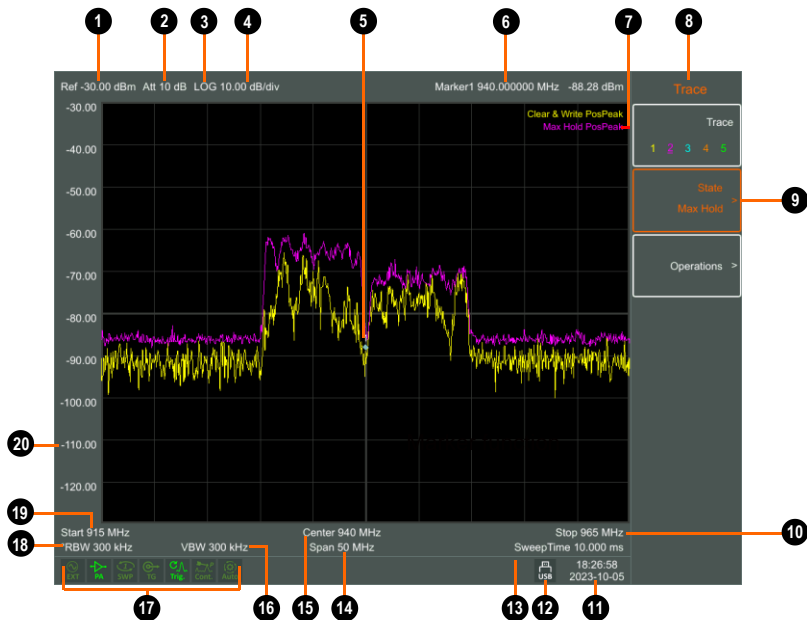 1 2 3 4 5 6 7 8
Ref -30.00 dBm Att 10 dB LOG 10.00 dB/div Marker1 940.000000 MHz -88.28 dBm
Trace
-30.00
Clear & Write PosPeak
Max Hold PosPeak
Trace
1 2 3 4 5
-40.00
-50.00
State
Max Hold >
9
-60.00
Operations >
-70.00
-80.00
-90.00
-100.00
20 -110.00
-120.00
19
Start 915 MHz Center 940 MHz Stop 965 MHz
10
18 *RBW 300 kHz VBW 300 kHz Span 50 MHz SweepTime 10.000 ms
EXT PA SWP TG Trig. Cont. Auto USB
18:26:58
2023-10-05
17 16 15 14 13 12 11